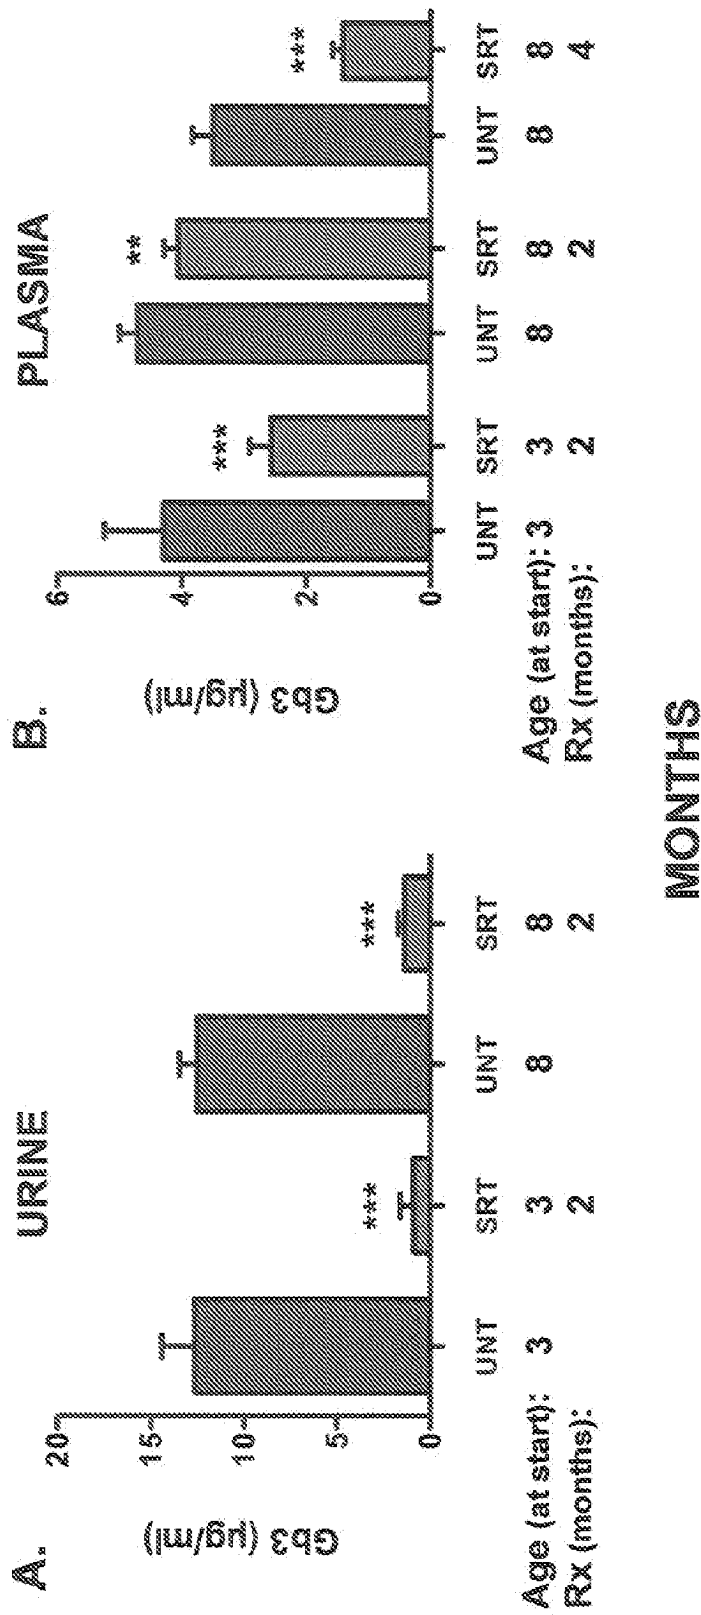 A.
URINE
Gb3 (µg/ml)
20
15
10
5
0
***
***
UNT SRT UNT SRT
Age (at start): 3 3 8 8
Rx (months): 2 2
B.
PLASMA
Gb3 (µg/ml)
6
4
2
0
***
**
***
UNT SRT UNT SRT UNT SRT
Age (at start): 3 3 8 8 8 8
Rx (months): 2 2 4
MONTHS